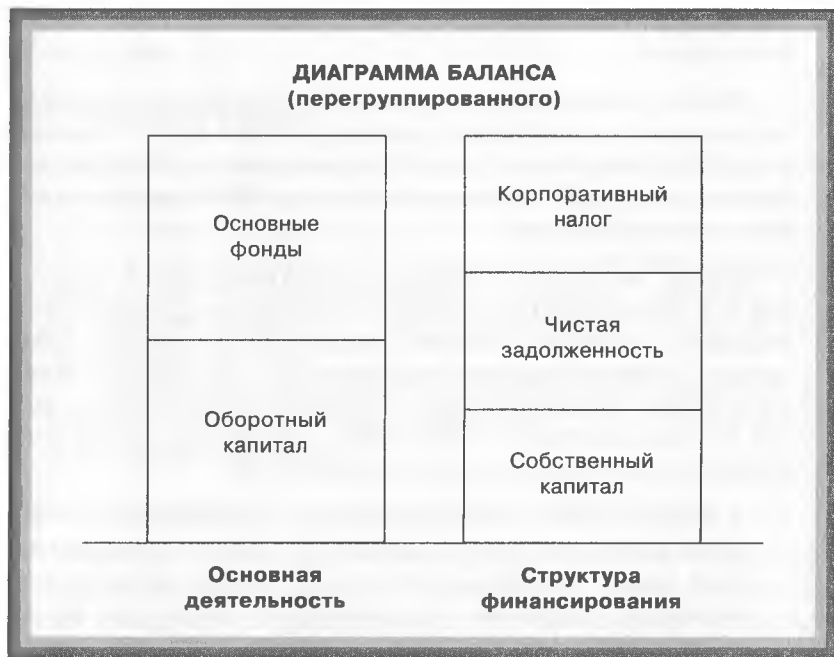 ДИАГРАММА БАЛАНСА
(перегруппированного)
Основные
фонды
Оборотный
капитал
Основная
деятельность
Корпоративный
налог
Чистая
задолженность
Собственный
капитал
Структура
финансирования